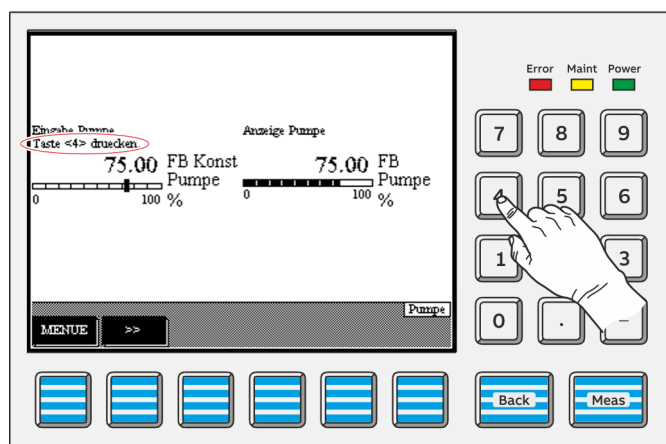 Error Maint Power
Eingabe Pumpe
Taste <4> druecken
75.00 FB Konst
Pumpe
0 100 %
Anzeige Pumpe
75.00 FB
Pumpe
0 100 %
Pumpe
MENUE >>
7 8 9
4 5 6
1 3
0 . -
Back Meas